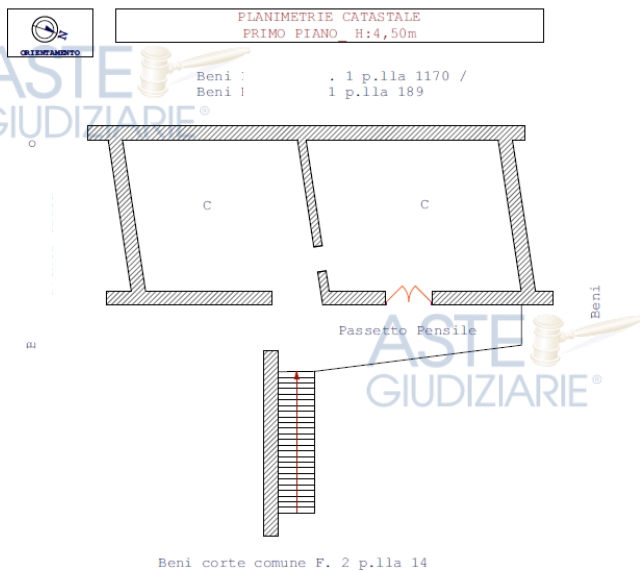 PLANIMETRIE CATASTALE
PRIMO PIANO_ H:4,50m
N
ORIENTAMENTO
ASTE
GIUDIZIARIE®
Beni . 1 p.lla 1170 /
Beni 1 p.lla 189
O
C
C
Beni
E
Passetto Pensile
ASTE
GIUDIZIARIE®
Beni corte comune F. 2 p.lla 14